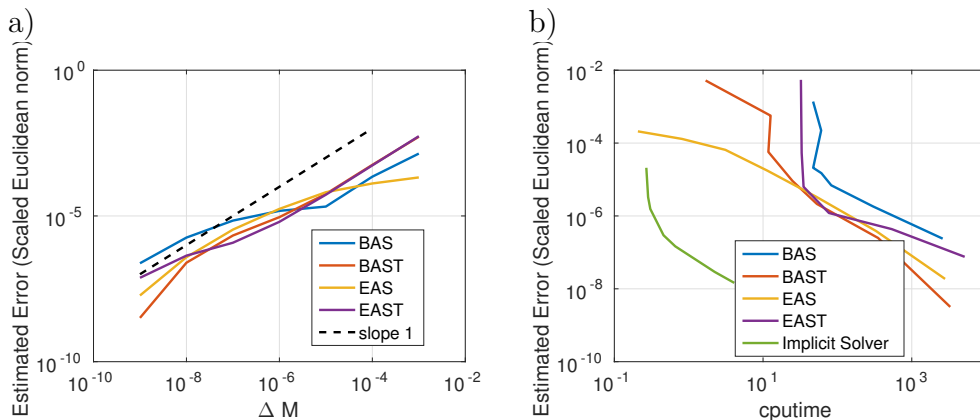 a)
Estimated Error (Scaled Euclidean norm)
10^0
10^-5
10^-10
10^-10
10^-8
10^-6
10^-4
10^-2
Δ M
BAS
BAST
EAS
EAST
slope 1
b)
Estimated Error (Scaled Euclidean norm)
10^-2
10^-4
10^-6
10^-8
10^-10
10^-1
10^1
10^3
cputime
BAS
BAST
EAS
EAST
Implicit Solver